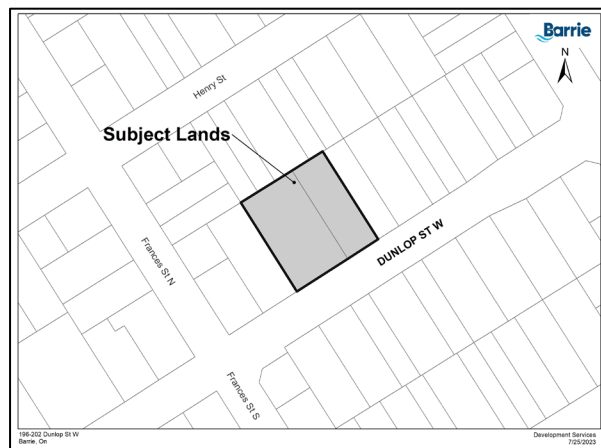 Barrie
N
Henry St
Subject Lands
Frances St N
DUNLOP ST W
Frances St S
196-202 Dunlop St W
Barrie, On
Development Services
7/25/2023